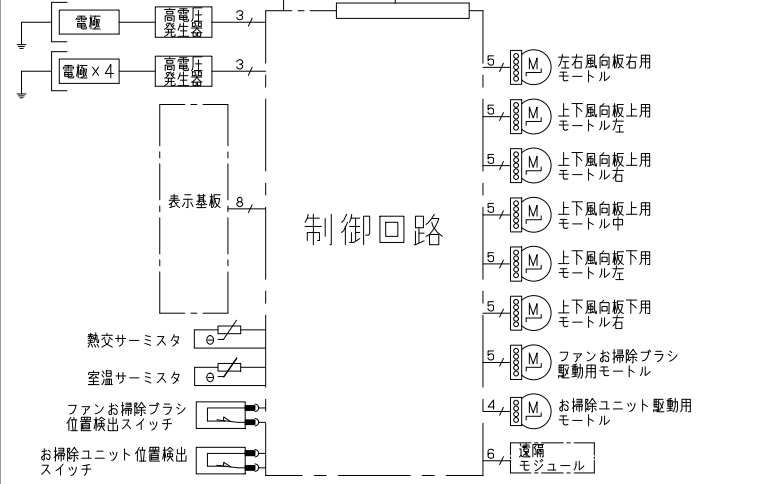 電極
高電圧
発生器
3
電極×4
高電圧
発生器
3
表示基板
8
熱交サーミスタ
θ
室温サーミスタ
θ
ファンお掃除ブラシ
位置検出スイッチ
お掃除ユニット位置検出
スイッチ
制御回路
5
M
左右風向板右用
モートル
5
M
上下風向板上用
モートル左
5
M
上下風向板上用
モートル右
5
M
上下風向板上用
モートル中
5
M
上下風向板下用
モートル左
5
M
上下風向板下用
モートル右
5
M
ファンお掃除ブラシ
駆動用モートル
4
M
お掃除ユニット駆動用
モートル
6
遠隔
モジュール